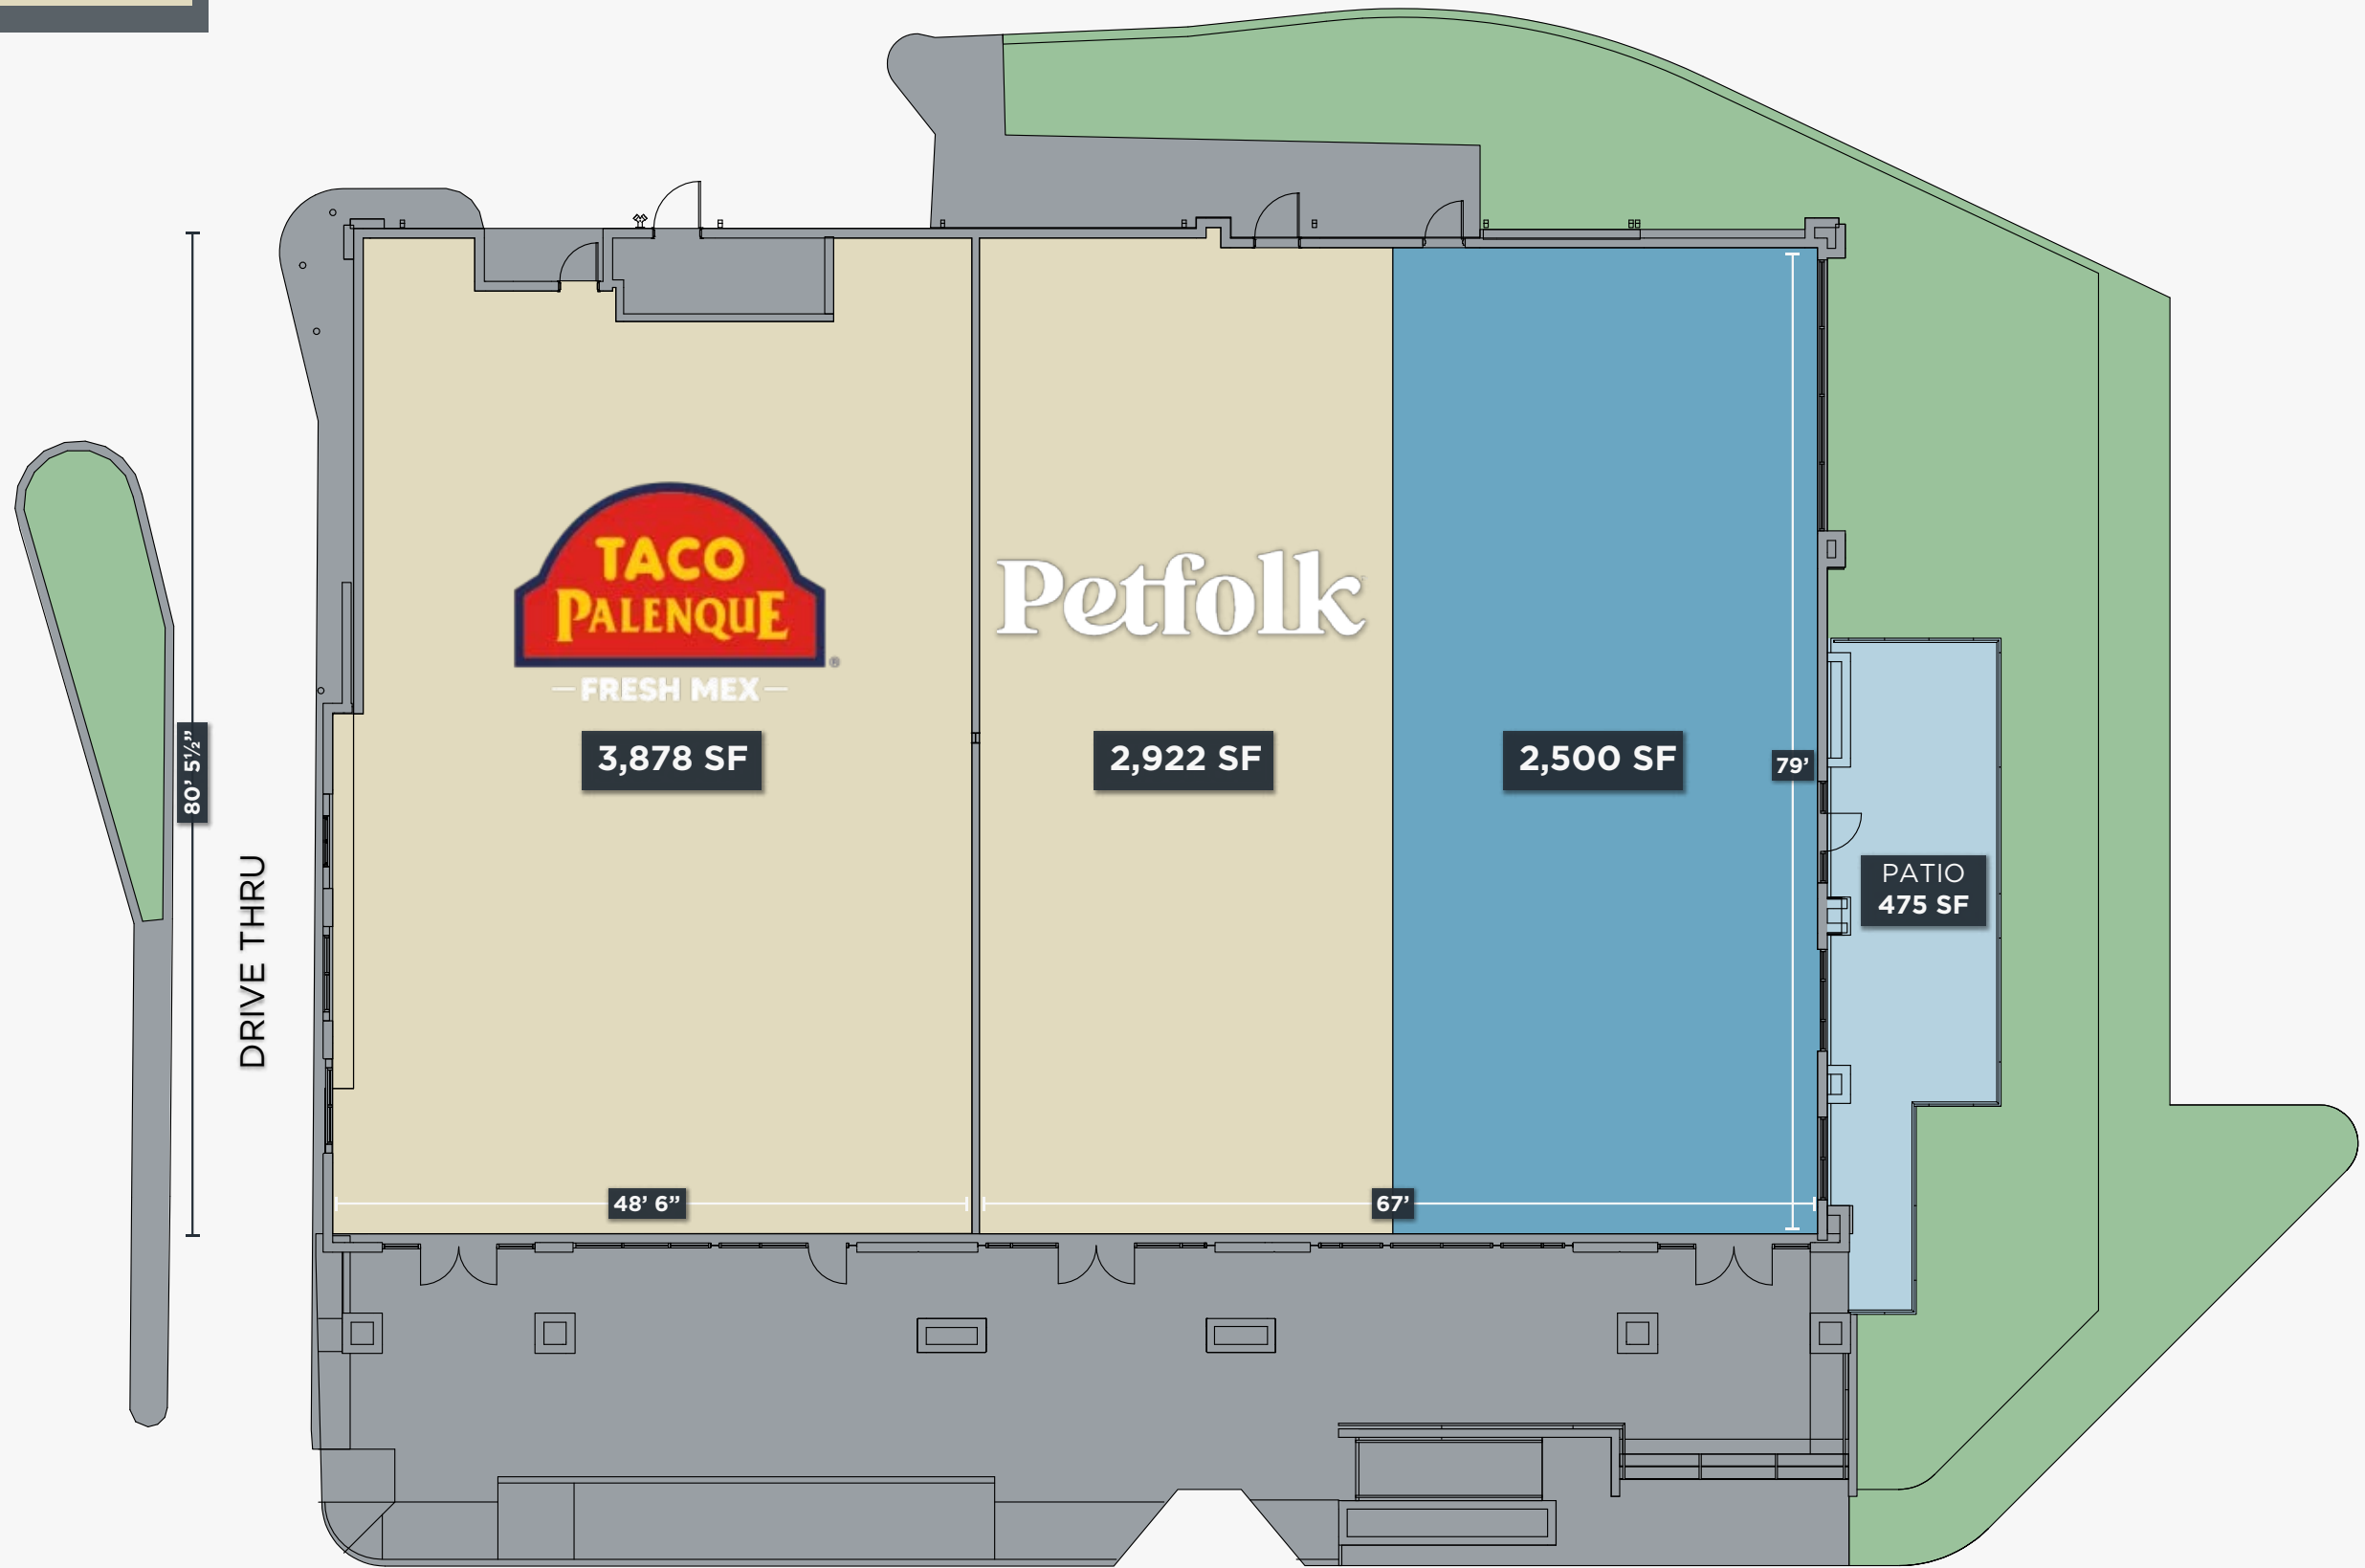 TACO
PALENQUE
®
FRESH MEX
3,878 SF
Petfolk
2,922 SF
2,500 SF
79’
80’ 5½”
DRIVE THRU
PATIO
475 SF
48’ 6”
67’